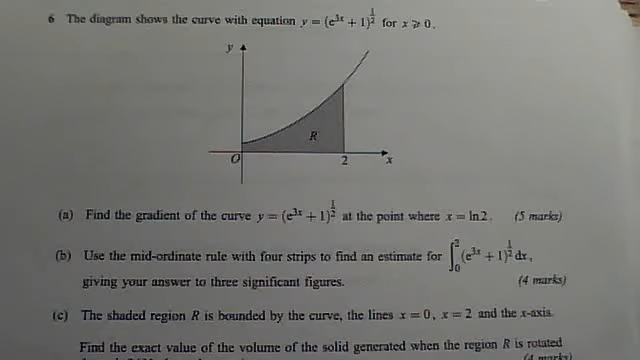 6 The diagram shows the curve with equation y = (e^{3x} + 1)^{\frac{1}{2}} for x ⩾ 0.
y
R
O 2 x
(a) Find the gradient of the curve y = (e^{3x} + 1)^{\frac{1}{2}} at the point where x = ln 2. (5 marks)
(b) Use the mid-ordinate rule with four strips to find an estimate for \int_0^2 (e^{3x} + 1)^{\frac{1}{2}} dx,
giving your answer to three significant figures. (4 marks)
(c) The shaded region R is bounded by the curve, the lines x = 0, x = 2 and the x-axis.
Find the exact value of the volume of the solid generated when the region R is rotated
(4 marks)